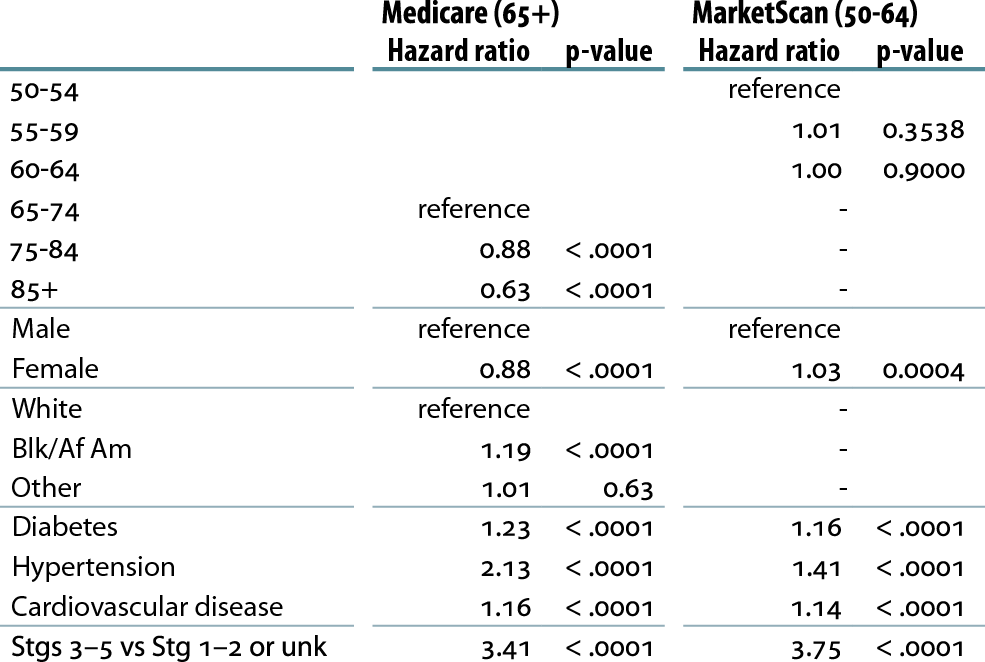 Medicare (65+) MarketScan (50-64)
Hazard ratio p-value Hazard ratio p-value
50-54 reference
55-59 1.01 0.3538
60-64 1.00 0.9000
65-74 reference -
75-84 0.88 < .0001 -
85+ 0.63 < .0001 -
Male reference reference
Female 0.88 < .0001 1.03 0.0004
White reference -
Blk/Af Am 1.19 < .0001 -
Other 1.01 0.63 -
Diabetes 1.23 < .0001 1.16 < .0001
Hypertension 2.13 < .0001 1.41 < .0001
Cardiovascular disease 1.16 < .0001 1.14 < .0001
Stgs 3–5 vs Stg 1–2 or unk 3.41 < .0001 3.75 < .0001